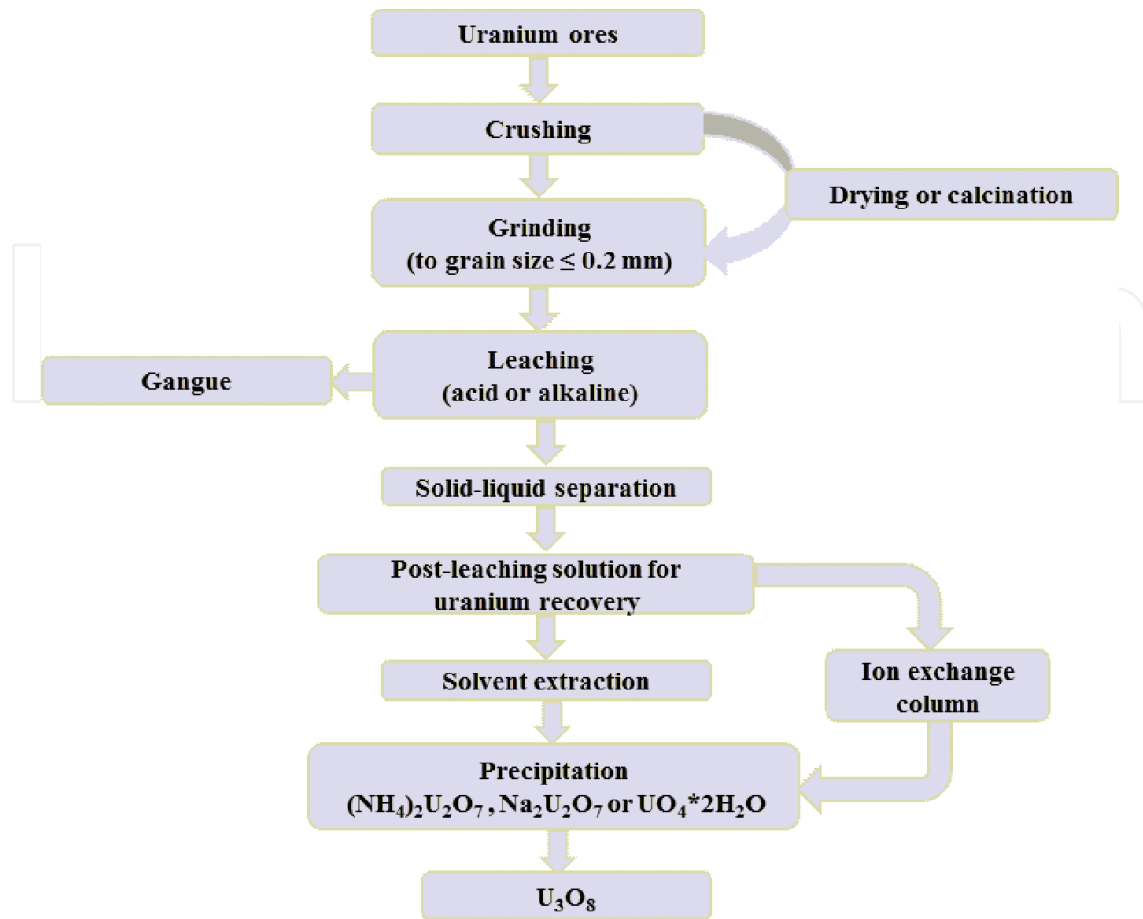 Uranium ores
Crushing
Drying or calcination
Grinding
(to grain size ≤ 0.2 mm)
Leaching
(acid or alkaline)
Gangue
Solid-liquid separation
Post-leaching solution for
uranium recovery
Solvent extraction
Ion exchange
column
Precipitation
(NH₄)₂U₂O₇ , Na₂U₂O₇ or UO₄*2H₂O
U₃O₈